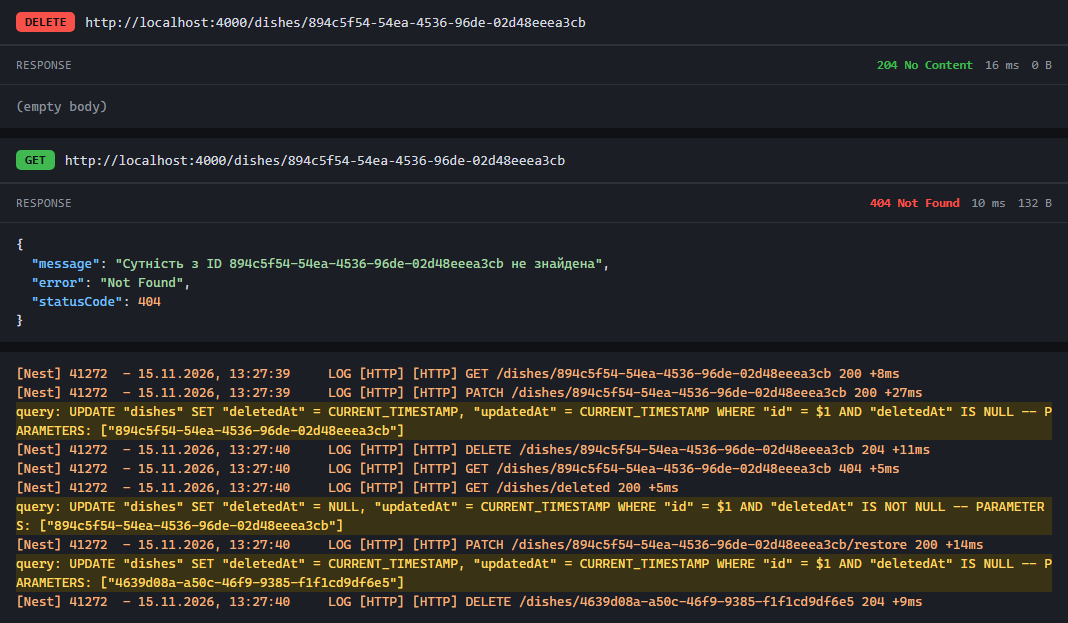 DELETE http://localhost:4000/dishes/894c5f54-54ea-4536-96de-02d48eeea3cb
RESPONSE 204 No Content 16 ms 0 B
(empty body)
GET http://localhost:4000/dishes/894c5f54-54ea-4536-96de-02d48eeea3cb
RESPONSE 404 Not Found 10 ms 132 B
{
  "message": "Сутність з ID 894c5f54-54ea-4536-96de-02d48eeea3cb не знайдена",
  "error": "Not Found",
  "statusCode": 404
}
[Nest] 41272  - 15.11.2026, 13:27:39     LOG [HTTP] [HTTP] GET /dishes/894c5f54-54ea-4536-96de-02d48eeea3cb 200 +8ms
[Nest] 41272  - 15.11.2026, 13:27:39     LOG [HTTP] [HTTP] PATCH /dishes/894c5f54-54ea-4536-96de-02d48eeea3cb 200 +27ms
query: UPDATE "dishes" SET "deletedAt" = CURRENT_TIMESTAMP, "updatedAt" = CURRENT_TIMESTAMP WHERE "id" = $1 AND "deletedAt" IS NULL -- P
ARAMETERS: ["894c5f54-54ea-4536-96de-02d48eeea3cb"]
[Nest] 41272  - 15.11.2026, 13:27:40     LOG [HTTP] [HTTP] DELETE /dishes/894c5f54-54ea-4536-96de-02d48eeea3cb 204 +11ms
[Nest] 41272  - 15.11.2026, 13:27:40     LOG [HTTP] [HTTP] GET /dishes/894c5f54-54ea-4536-96de-02d48eeea3cb 404 +5ms
[Nest] 41272  - 15.11.2026, 13:27:40     LOG [HTTP] [HTTP] GET /dishes/deleted 200 +5ms
query: UPDATE "dishes" SET "deletedAt" = NULL, "updatedAt" = CURRENT_TIMESTAMP WHERE "id" = $1 AND "deletedAt" IS NOT NULL -- PARAMETER
S: ["894c5f54-54ea-4536-96de-02d48eeea3cb"]
[Nest] 41272  - 15.11.2026, 13:27:40     LOG [HTTP] [HTTP] PATCH /dishes/894c5f54-54ea-4536-96de-02d48eeea3cb/restore 200 +14ms
query: UPDATE "dishes" SET "deletedAt" = CURRENT_TIMESTAMP, "updatedAt" = CURRENT_TIMESTAMP WHERE "id" = $1 AND "deletedAt" IS NULL -- P
ARAMETERS: ["4639d08a-a50c-46f9-9385-f1f1cd9df6e5"]
[Nest] 41272  - 15.11.2026, 13:27:40     LOG [HTTP] [HTTP] DELETE /dishes/4639d08a-a50c-46f9-9385-f1f1cd9df6e5 204 +9ms